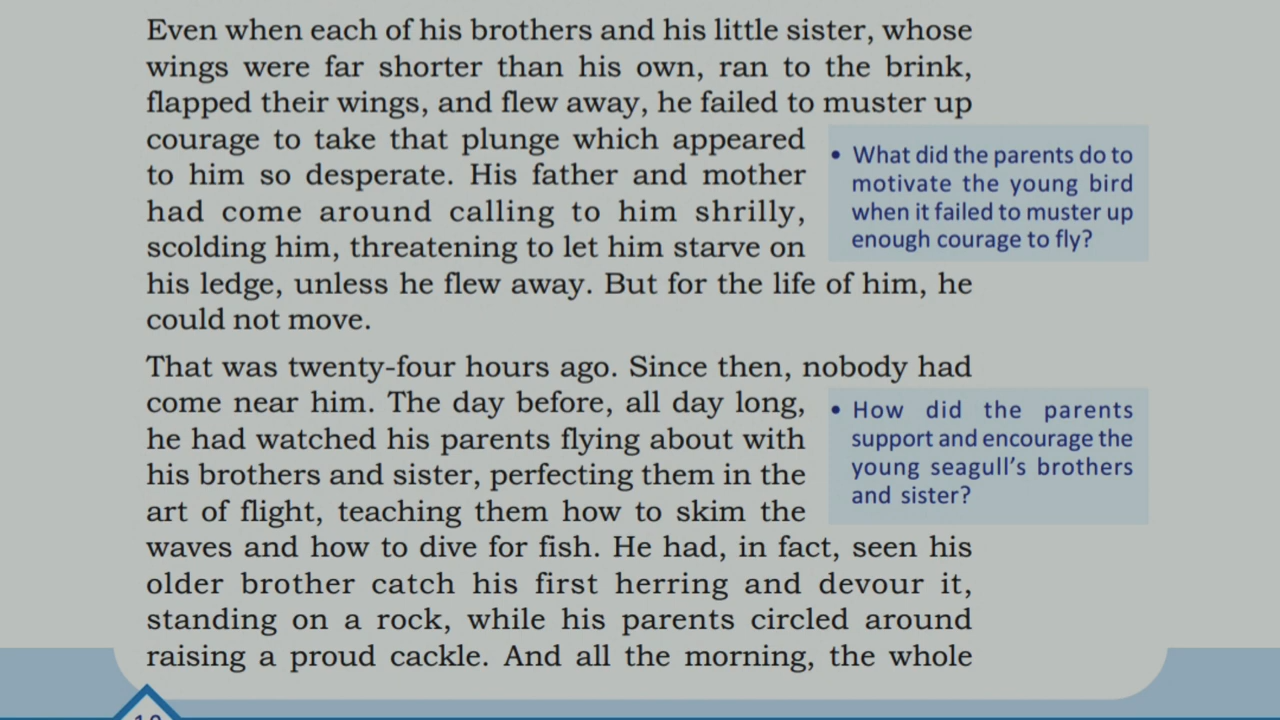 Even when each of his brothers and his little sister, whose
wings were far shorter than his own, ran to the brink,
flapped their wings, and flew away, he failed to muster up
courage to take that plunge which appeared
to him so desperate. His father and mother
had come around calling to him shrilly,
scolding him, threatening to let him starve on
his ledge, unless he flew away. But for the life of him, he
could not move.
• What did the parents do to
motivate the young bird
when it failed to muster up
enough courage to fly?
That was twenty-four hours ago. Since then, nobody had
come near him. The day before, all day long,
he had watched his parents flying about with
his brothers and sister, perfecting them in the
art of flight, teaching them how to skim the
waves and how to dive for fish. He had, in fact, seen his
older brother catch his first herring and devour it,
standing on a rock, while his parents circled around
raising a proud cackle. And all the morning, the whole
• How did the parents
support and encourage the
young seagull's brothers
and sister?